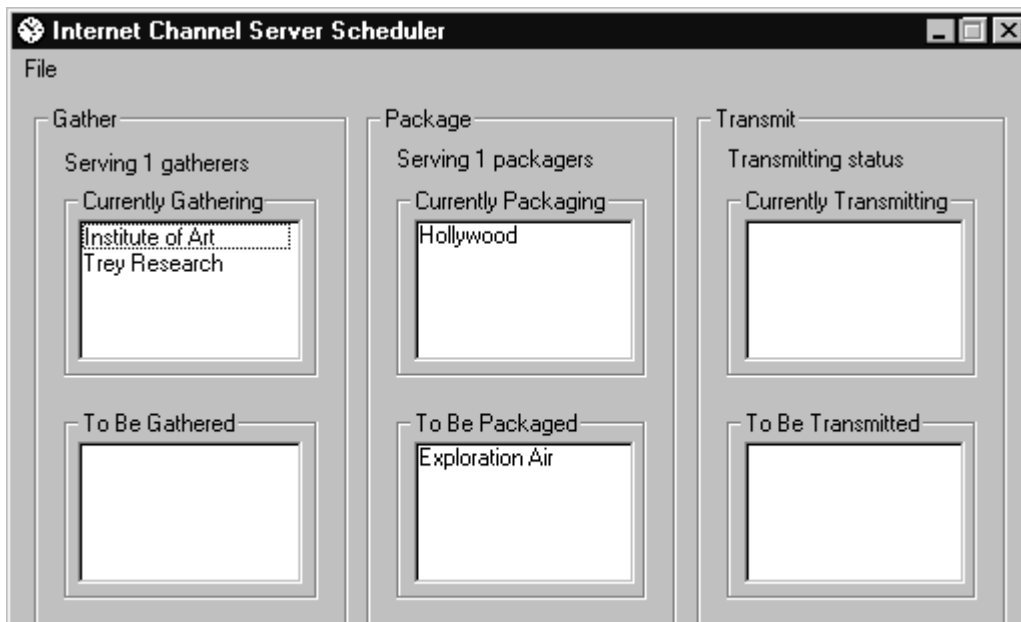 Internet Channel Server Scheduler
File
Gather
Serving 1 gatherers
Currently Gathering
Institute of Art
Trey Research
To Be Gathered
Package
Serving 1 packagers
Currently Packaging
Hollywood
To Be Packaged
Exploration Air
Transmit
Transmitting status
Currently Transmitting
To Be Transmitted